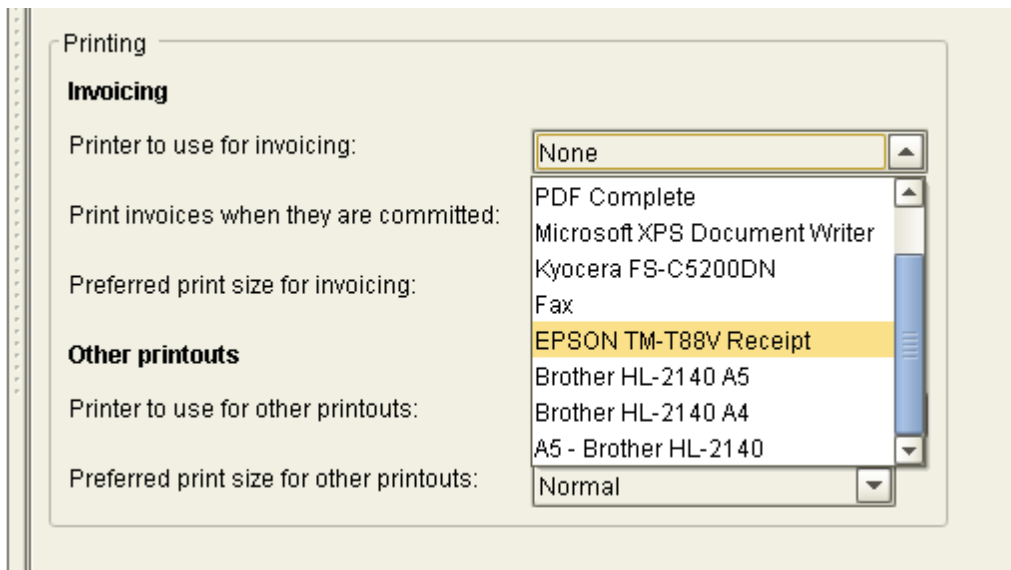 Printing
Invoicing
Printer to use for invoicing:
None
PDF Complete
Print invoices when they are committed:
Microsoft XPS Document Writer
Kyocera FS-C5200DN
Preferred print size for invoicing:
Fax
EPSON TM-T88V Receipt
Other printouts
Brother HL-2140 A5
Printer to use for other printouts:
Brother HL-2140 A4
A5 - Brother HL-2140
Preferred print size for other printouts:
Normal